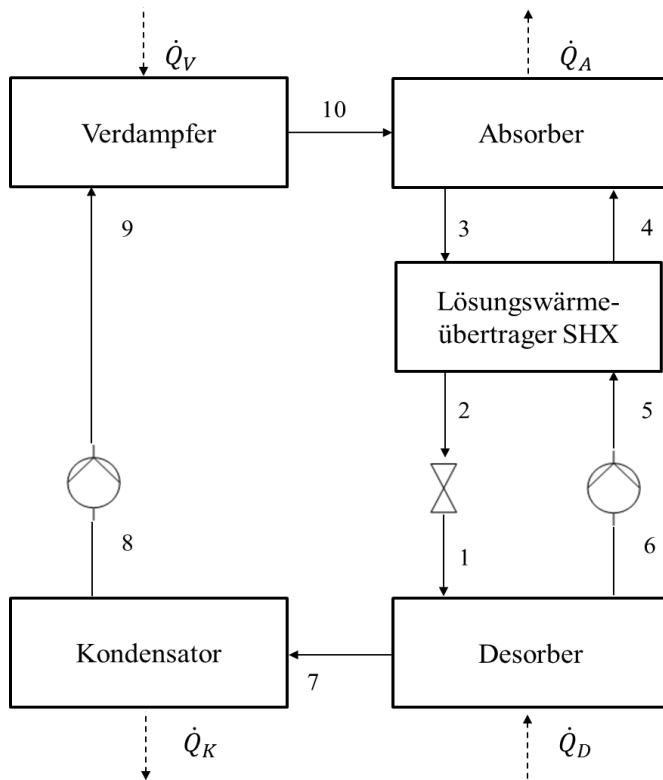 Q̇_V
Q̇_A
Verdampfer
10
Absorber
9
3
4
Lösungswärme-
übertrager SHX
2
5
8
1
6
Kondensator
7
Desorber
Q̇_K
Q̇_D